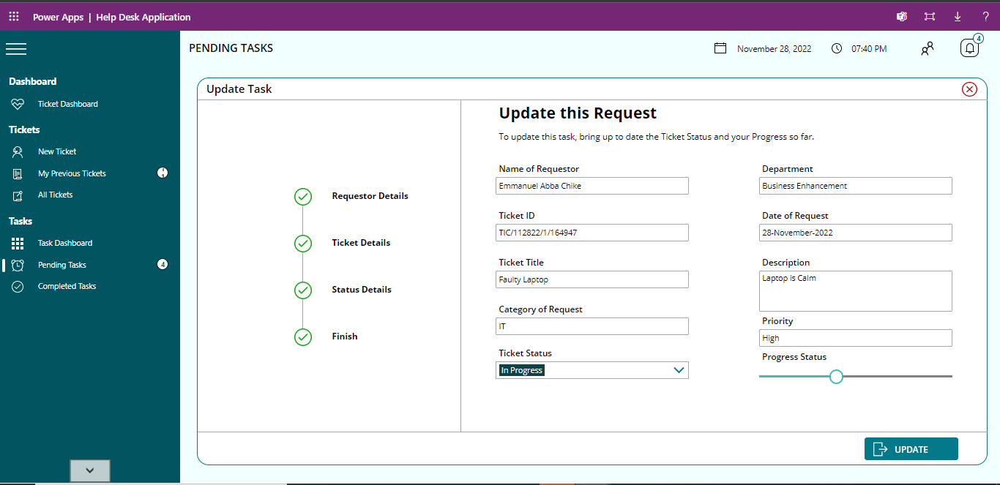 Power Apps | Help Desk Application
PENDING TASKS
November 28, 2022
07:40 PM
4
Dashboard
Ticket Dashboard
Tickets
New Ticket
My Previous Tickets
All Tickets
Tasks
Task Dashboard
Pending Tasks 4
Completed Tasks
Update Task
Requestor Details
Ticket Details
Status Details
Finish
Update this Request
To update this task, bring up to date the Ticket Status and your Progress so far.
Name of Requestor
Emmanuel Abba Chike
Department
Business Enhancement
Ticket ID
TIC/112822/1/164947
Date of Request
28-November-2022
Ticket Title
Faulty Laptop
Description
Laptop is Calm
Category of Request
IT
Priority
High
Ticket Status
In Progress
Progress Status
UPDATE